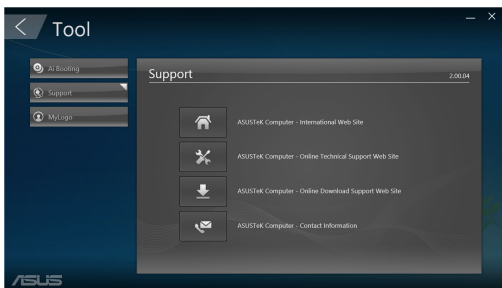 Tool
Ai Booting
Support
MyLogo
Support
2.00.04
ASUSTeK Computer - International Web Site
ASUSTeK Computer - Online Technical Support Web Site
ASUSTeK Computer - Online Download Support Web Site
ASUSTeK Computer - Contact Information
ASUS